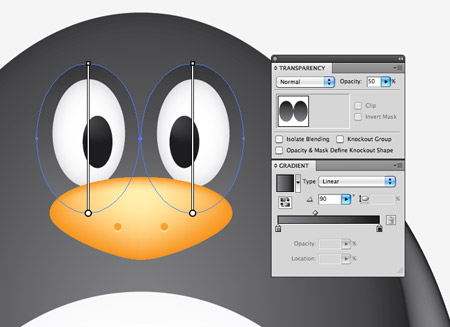 TRANSPARENCY
Normal Opacity: 50 %
Clip
Invert Mask
Isolate Blending Knockout Group
Opacity & Mask Define Knockout Shape
GRADIENT
Type Linear
90 °
%
Opacity: %
Location: %